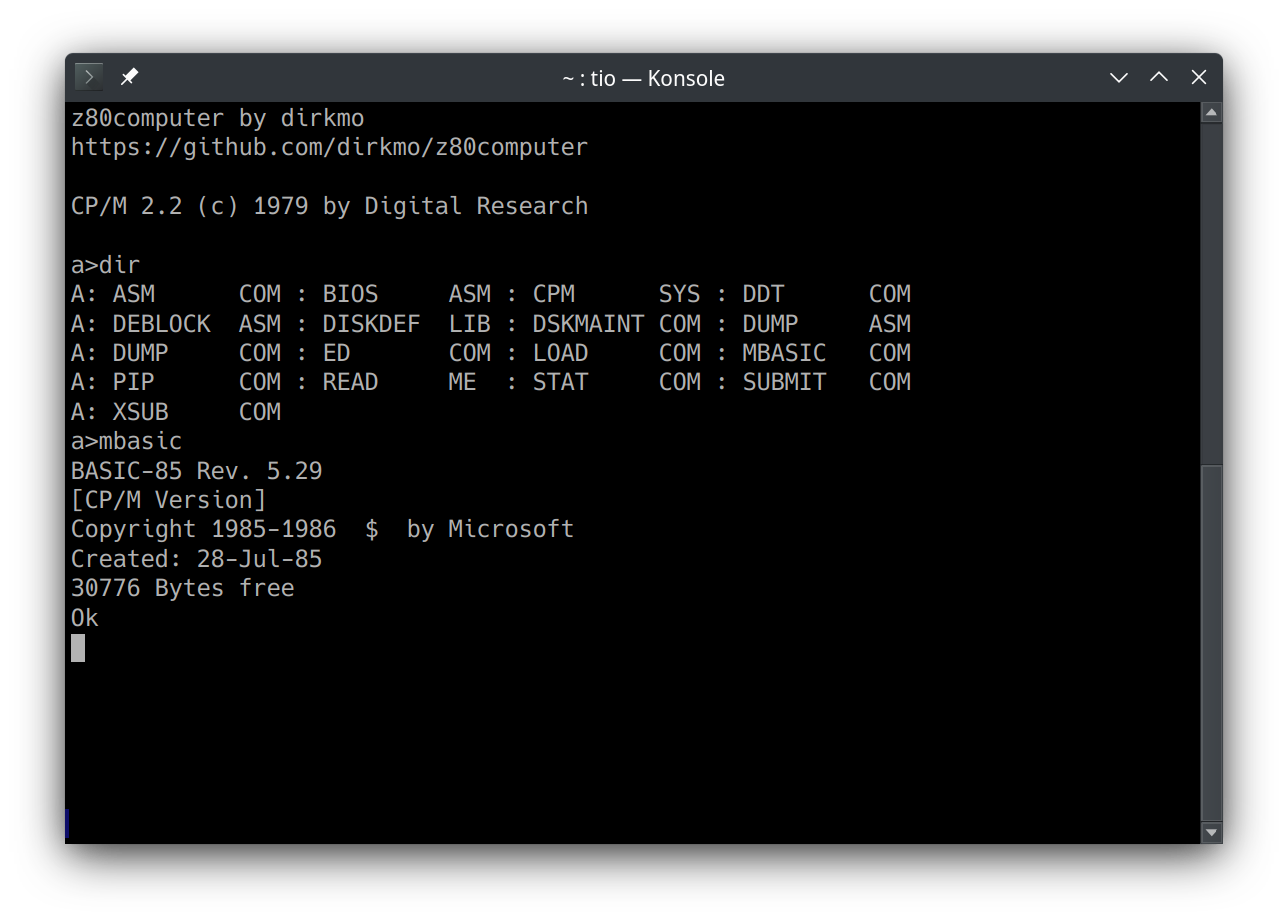 ~ : tio — Konsole
z80computer by dirkmo
https://github.com/dirkmo/z80computer
CP/M 2.2 (c) 1979 by Digital Research
a>dir
A: ASM      COM : BIOS     ASM : CPM      SYS : DDT      COM
A: DEBLOCK  ASM : DISKDEF  LIB : DSKMAINT COM : DUMP     ASM
A: DUMP     COM : ED       COM : LOAD     COM : MBASIC   COM
A: PIP      COM : READ     ME  : STAT     COM : SUBMIT   COM
A: XSUB     COM
a>mbasic
BASIC-85 Rev. 5.29
[CP/M Version]
Copyright 1985-1986  $  by Microsoft
Created: 28-Jul-85
30776 Bytes free
Ok